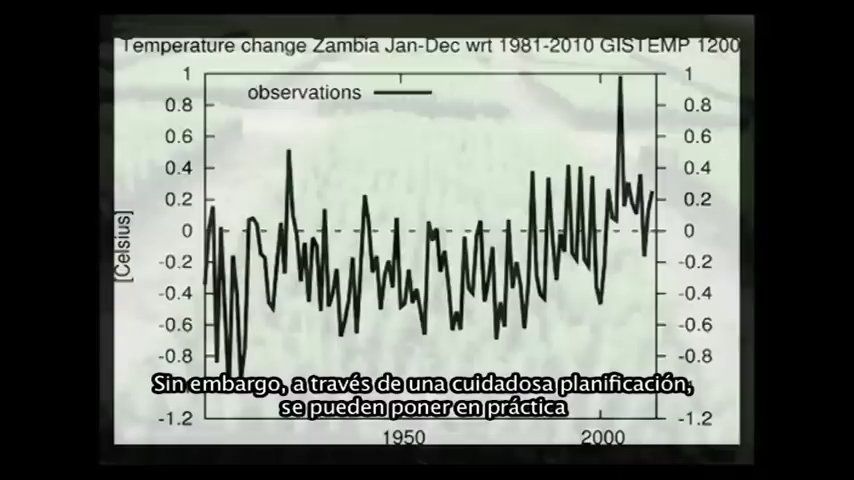 Temperature change Zambia Jan-Dec wrt 1981-2010 GISTEMP 1200
observations
[Celsius]
1 1
0.8 0.8
0.6 0.6
0.4 0.4
0.2 0.2
0 0
-0.2 -0.2
-0.4 -0.4
-0.6 -0.6
-0.8 -0.8
Sin embargo, a través de una cuidadosa planificación,
se pueden poner en práctica
-1.2 -1.2
1950 2000